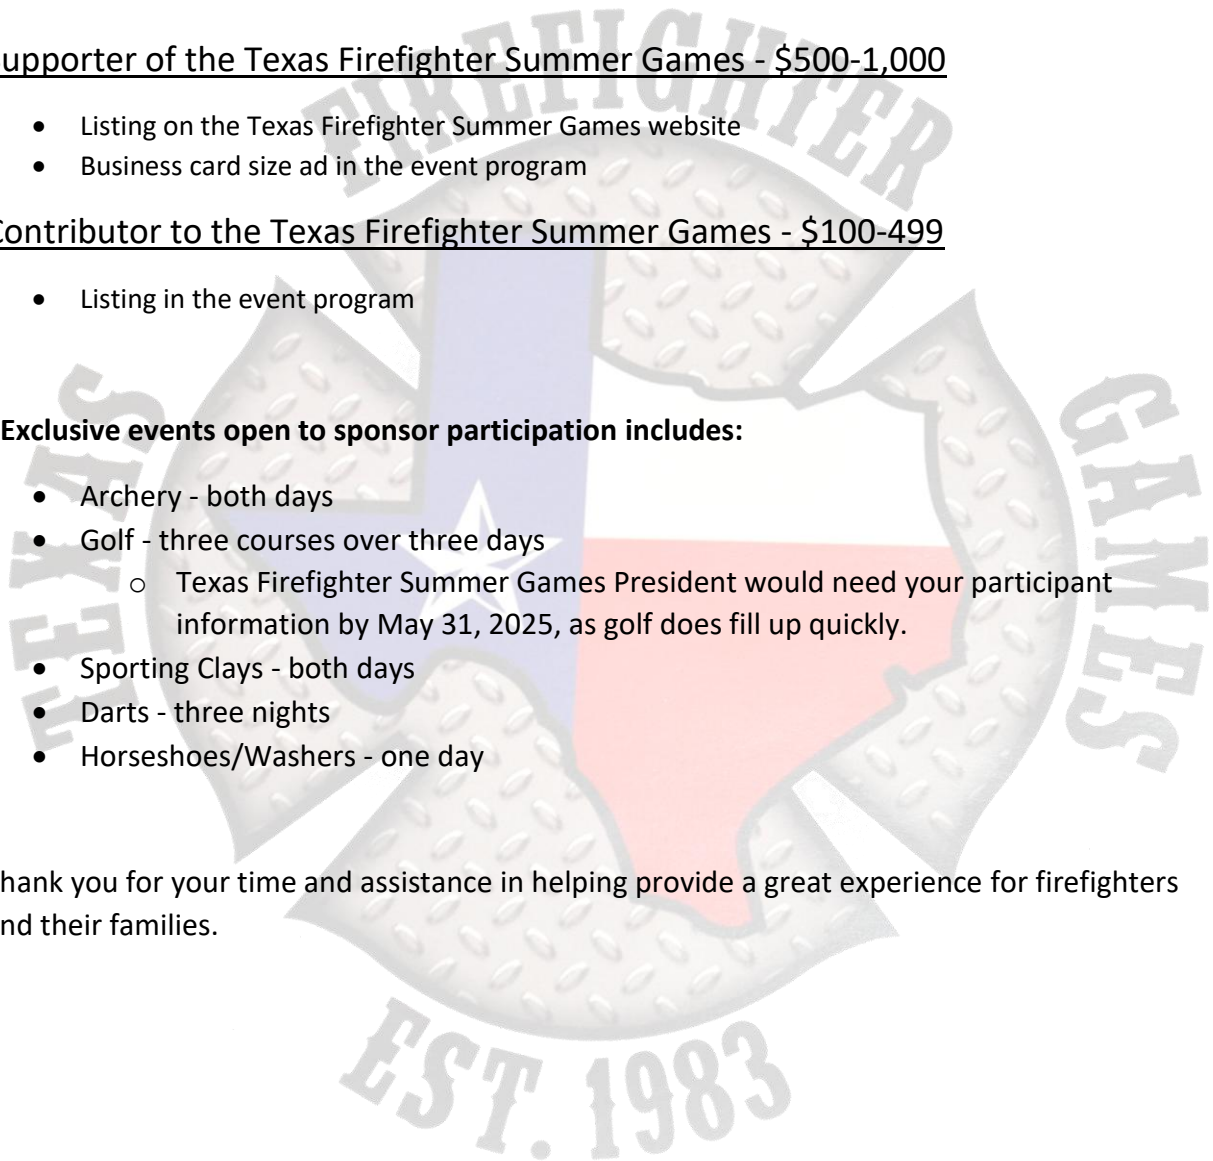 upporter of the Texas Firefighter Summer Games - $500-1,000
• Listing on the Texas Firefighter Summer Games website
• Business card size ad in the event program
Contributor to the Texas Firefighter Summer Games - $100-499
• Listing in the event program
Exclusive events open to sponsor participation includes:
• Archery - both days
• Golf - three courses over three days
o Texas Firefighter Summer Games President would need your participant
information by May 31, 2025, as golf does fill up quickly.
• Sporting Clays - both days
• Darts - three nights
• Horseshoes/Washers - one day
hank you for your time and assistance in helping provide a great experience for firefighters
nd their families.
TEXAS
FIREFIGHTER
GAMES
EST. 1983